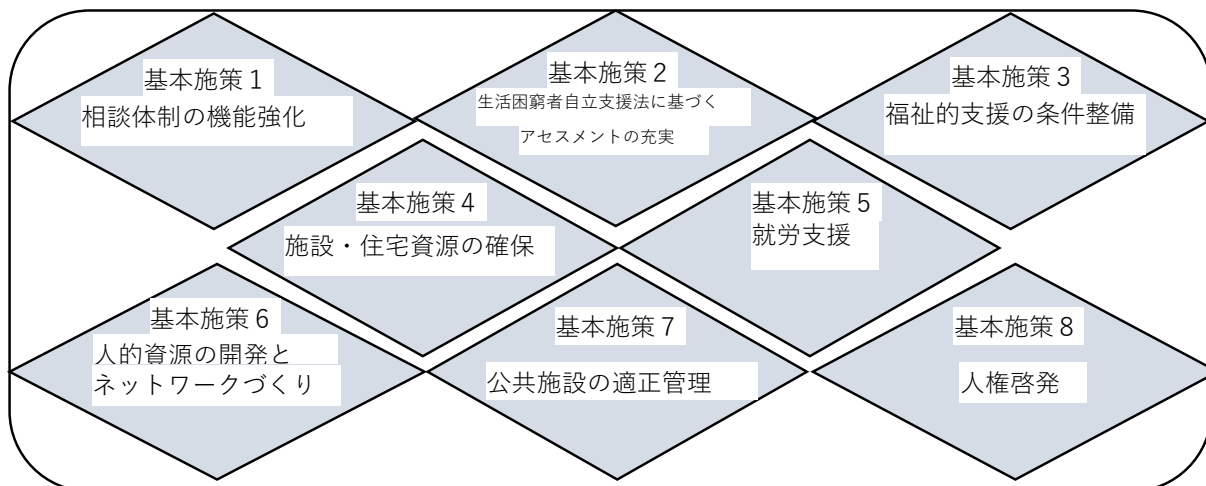 基本施策１
相談体制の機能強化
基本施策２
生活困窮者自立支援法に基づく
アセスメントの充実
基本施策３
福祉的支援の条件整備
基本施策４
施設・住宅資源の確保
基本施策５
就労支援
基本施策６
人的資源の開発と
ネットワークづくり
基本施策７
公共施設の適正管理
基本施策８
人権啓発